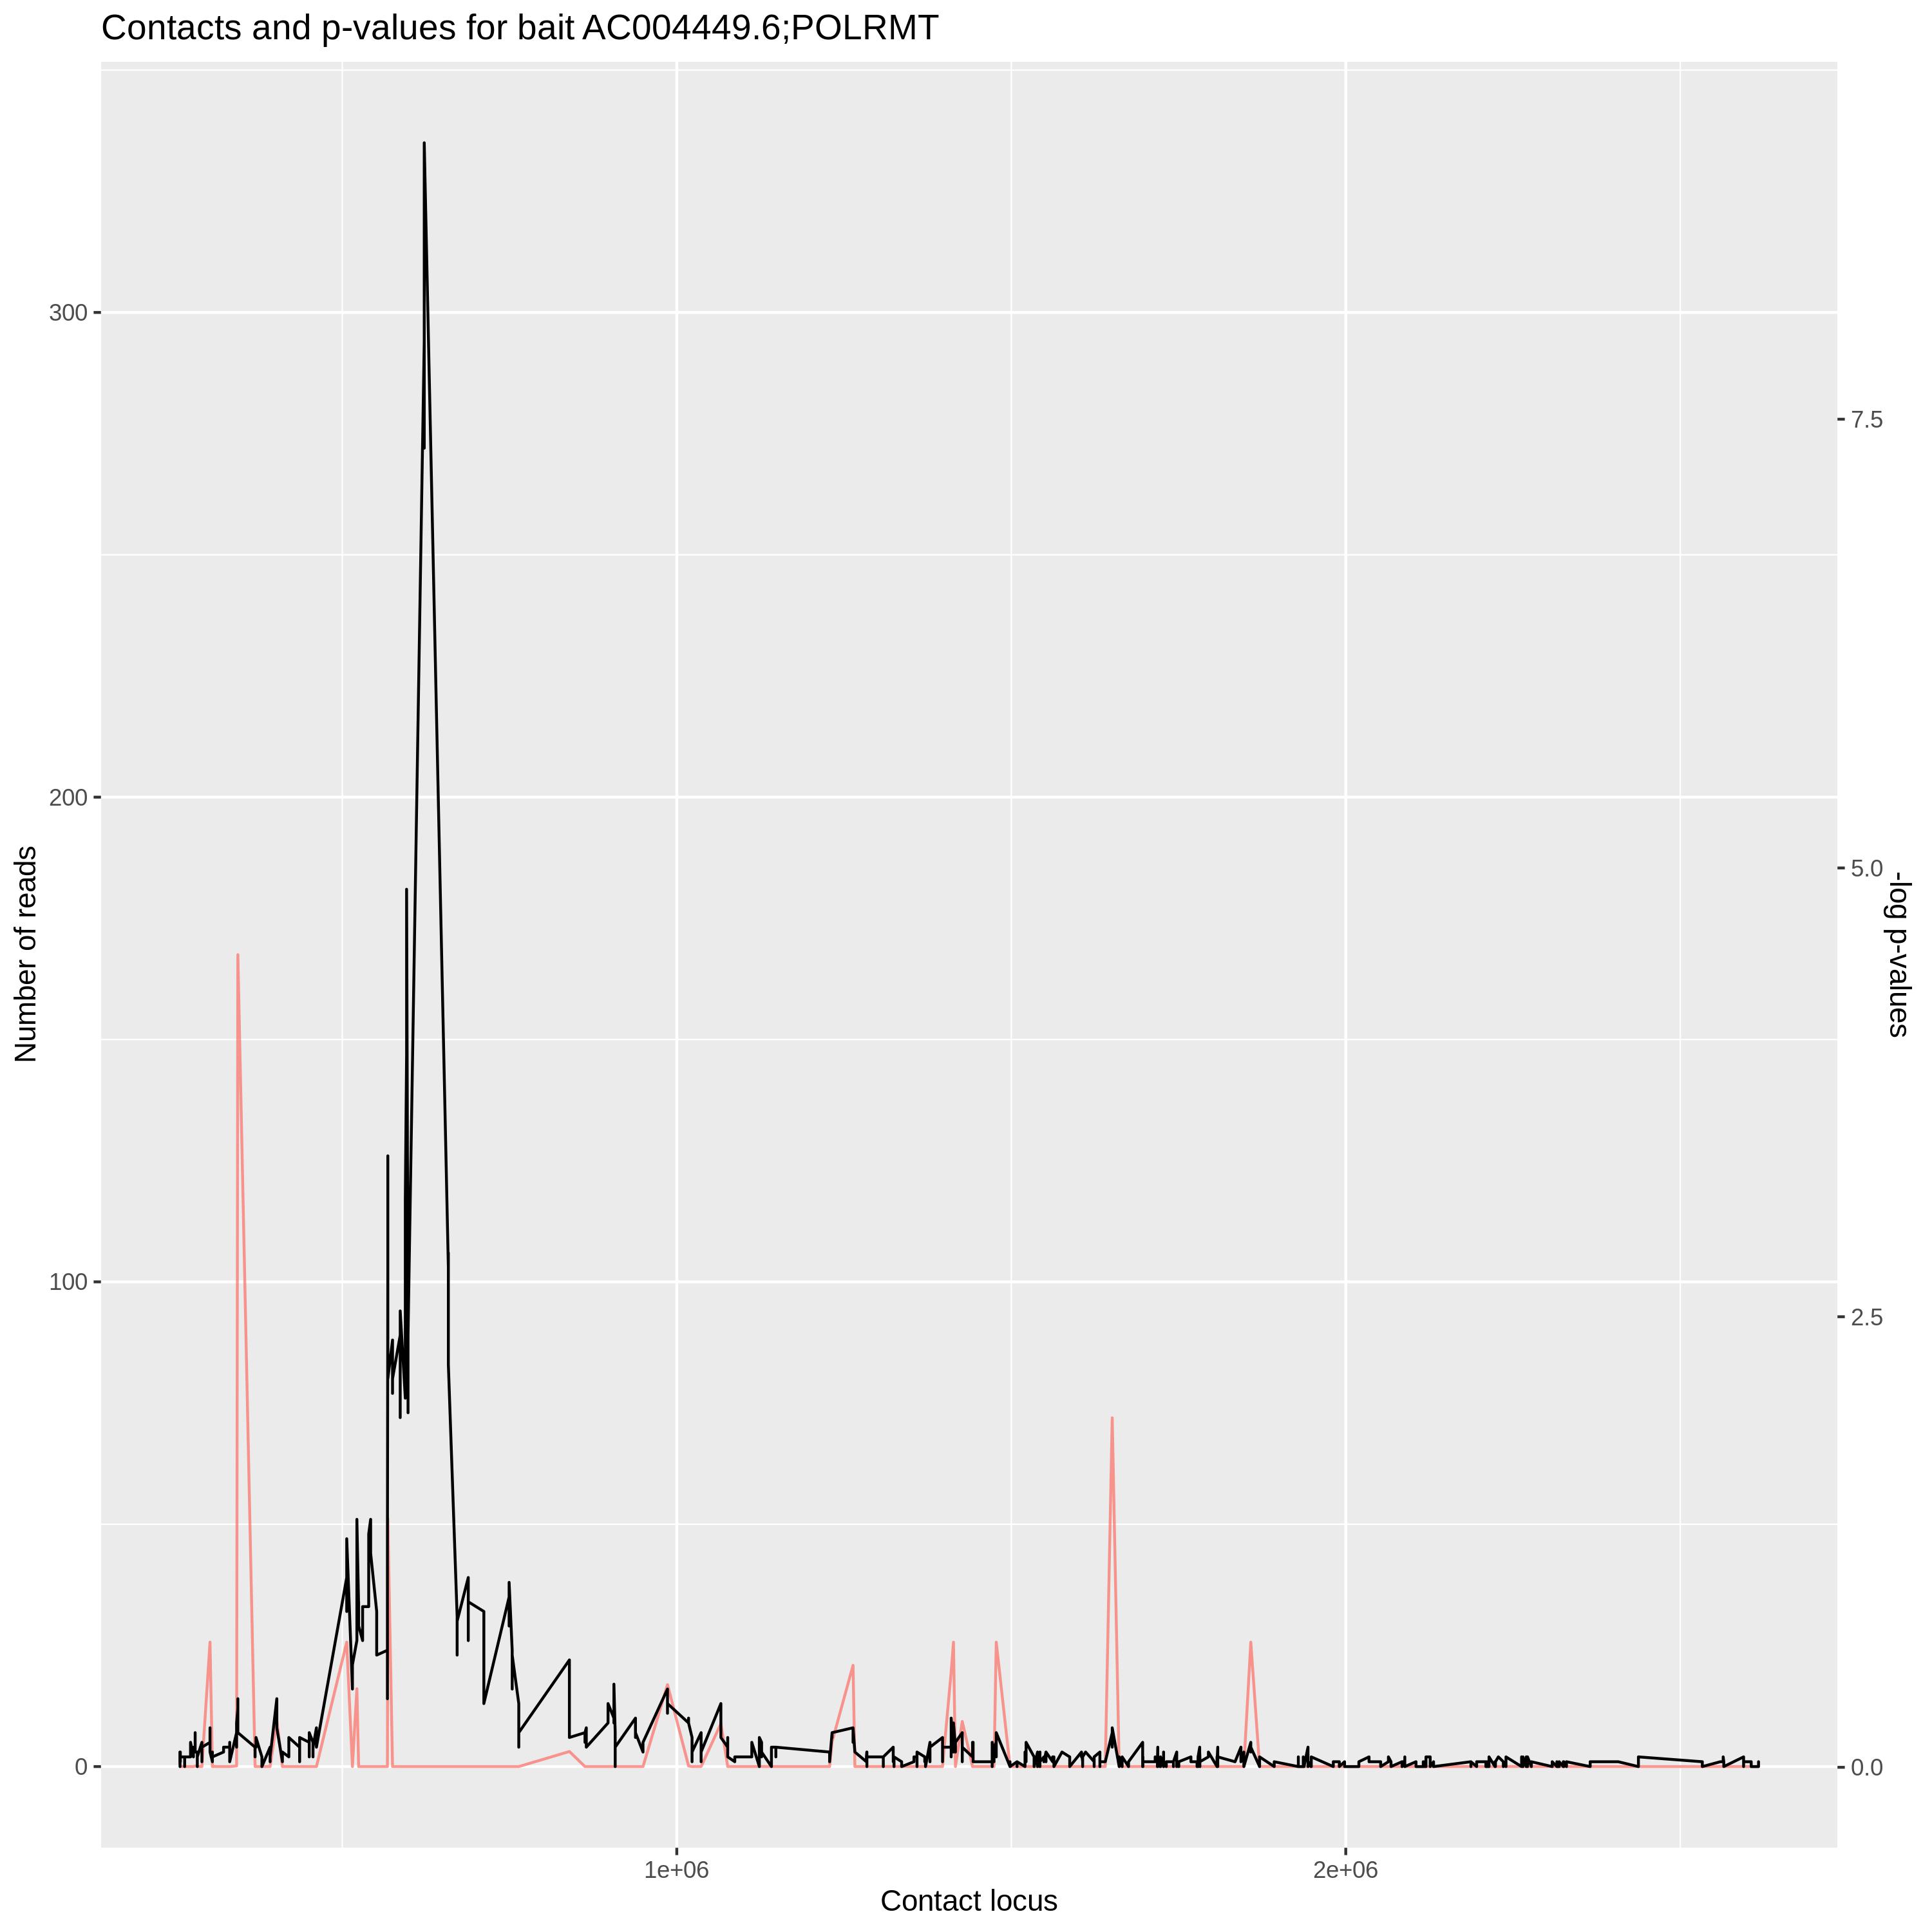 Contacts and p-values for bait AC004449.6;POLRMT
Number of reads
300
200
100
0
7.5
5.0
2.5
0.0
-log p-values
1e+06
2e+06
Contact locus